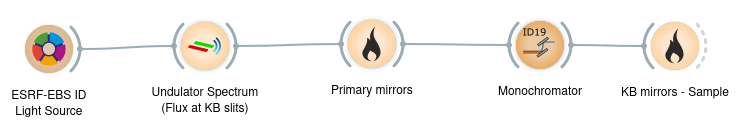 ID19
ESRF-EBS ID
Light Source
Undulator Spectrum
(Flux at KB slits)
Primary mirrors
Monochromator
KB mirrors - Sample